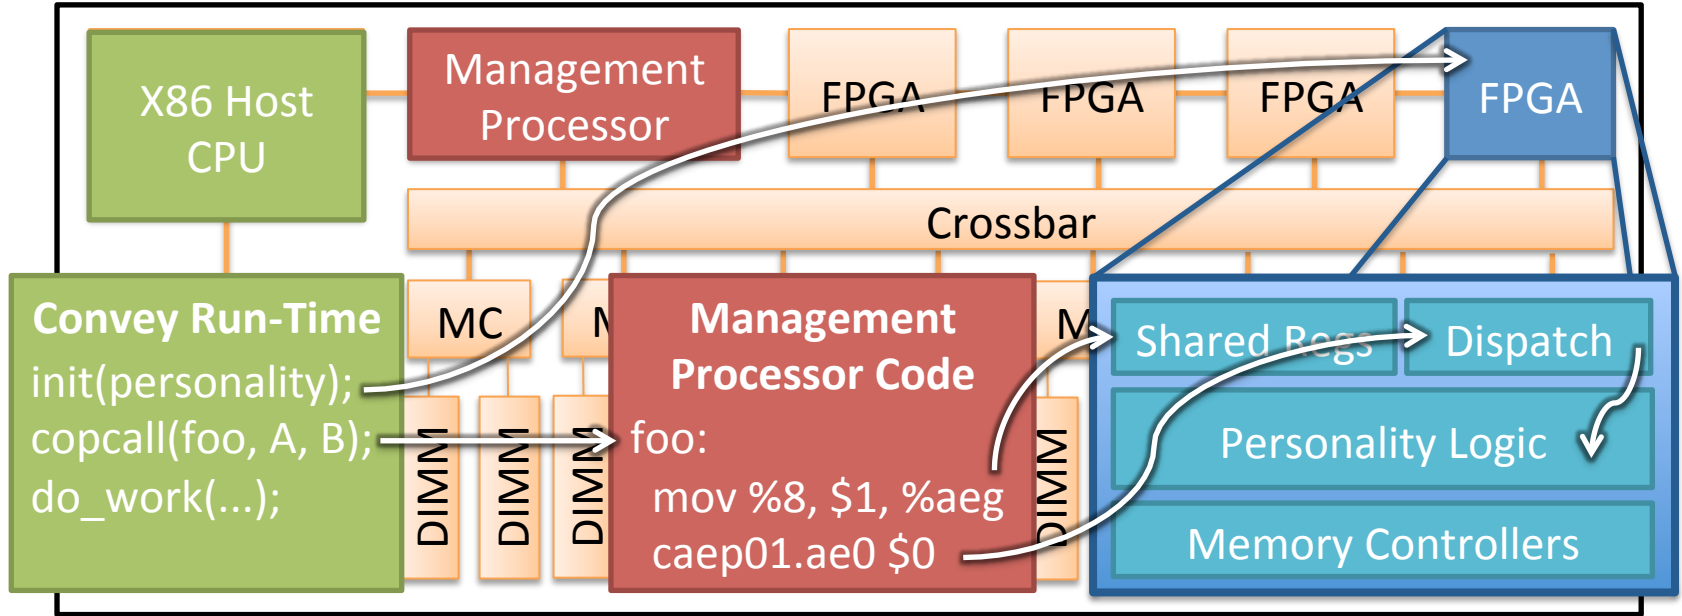 X86 Host
CPU
Management
Processor
FPGA
FPGA
FPGA
FPGA
Crossbar
Convey Run-Time
init(personality);
copcall(foo, A, B);
do_work(...);
MC
M
M
DIMM
DIMM
DIMM
DIMM
Management
Processor Code
foo:
mov %8, $1, %aeg
caep01.ae0 $0
Shared Regs
Dispatch
Personality Logic
Memory Controllers